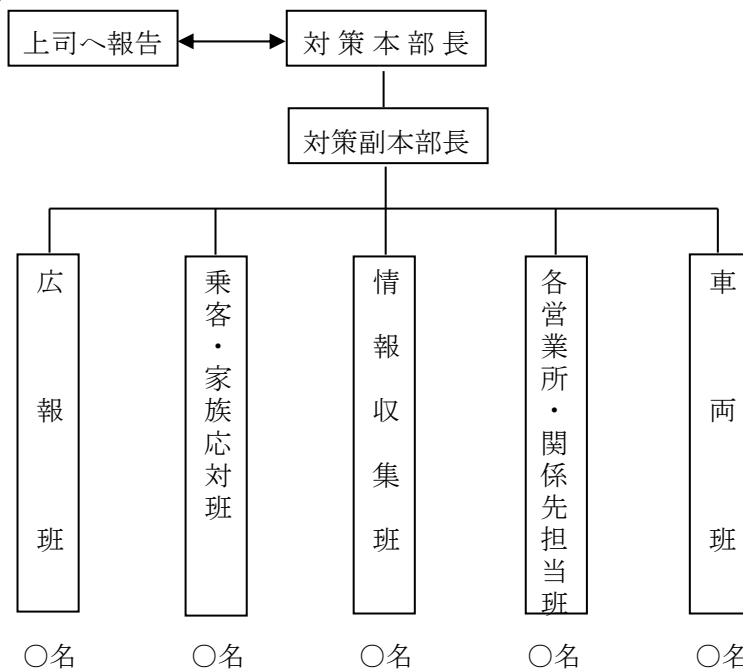 上司へ報告
対策本部長
対策副本部長
広報班
乗客・家族応対班
情報収集班
各営業所・関係先担当班
車両班
○名
○名
○名
○名
○名